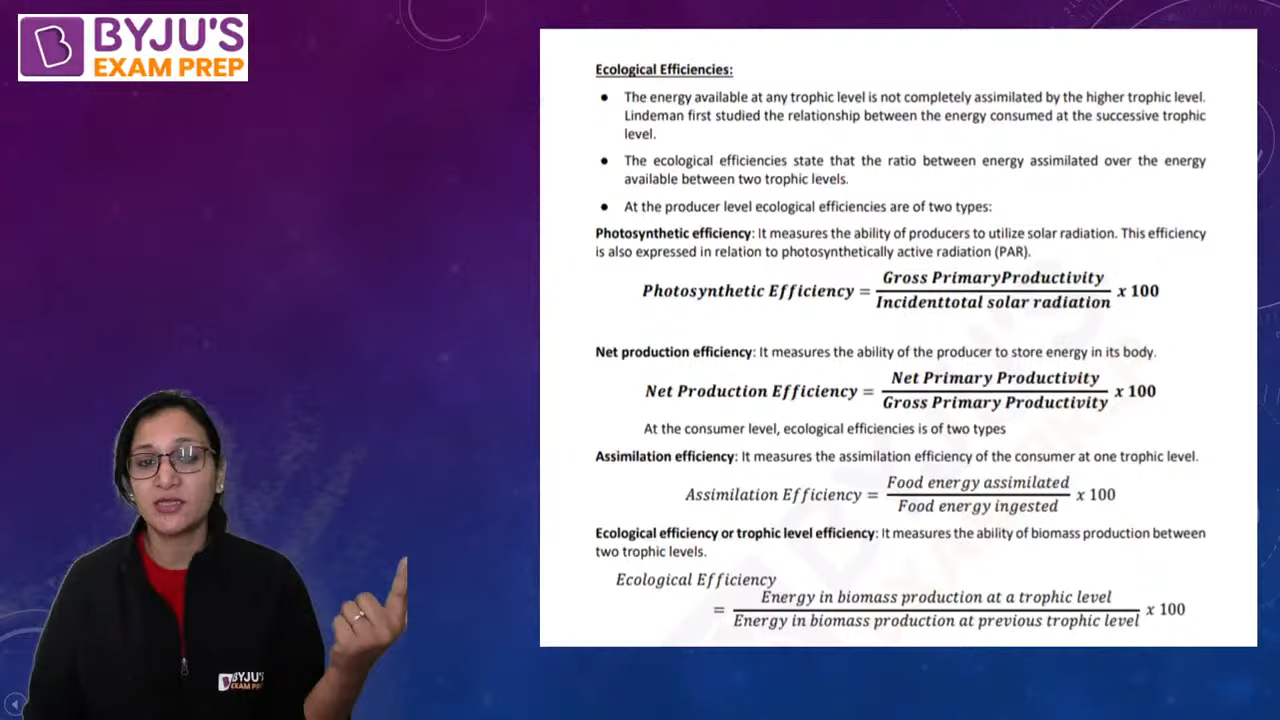 BYJU'S
EXAM PREP
Ecological Efficiencies:
• The energy available at any trophic level is not completely assimilated by the higher trophic level.
Lindeman first studied the relationship between the energy consumed at the successive trophic
level.
• The ecological efficiencies state that the ratio between energy assimilated over the energy
available between two trophic levels.
• At the producer level ecological efficiencies are of two types:
Photosynthetic efficiency: It measures the ability of producers to utilize solar radiation. This efficiency
is also expressed in relation to photosynthetically active radiation (PAR).
Gross PrimaryProductivity
Photosynthetic Efficiency = x 100
Incidenttotal solar radiation
Net production efficiency: It measures the ability of the producer to store energy in its body.
Net Primary Productivity
Net Production Efficiency = x 100
Gross Primary Productivity
At the consumer level, ecological efficiencies is of two types
Assimilation efficiency: It measures the assimilation efficiency of the consumer at one trophic level.
Food energy assimilated
Assimilation Efficiency = x 100
Food energy ingested
Ecological efficiency or trophic level efficiency: It measures the ability of biomass production between
two trophic levels.
Ecological Efficiency
Energy in biomass production at a trophic level
= x 100
Energy in biomass production at previous trophic level
BYJU'S
EXAM PREP